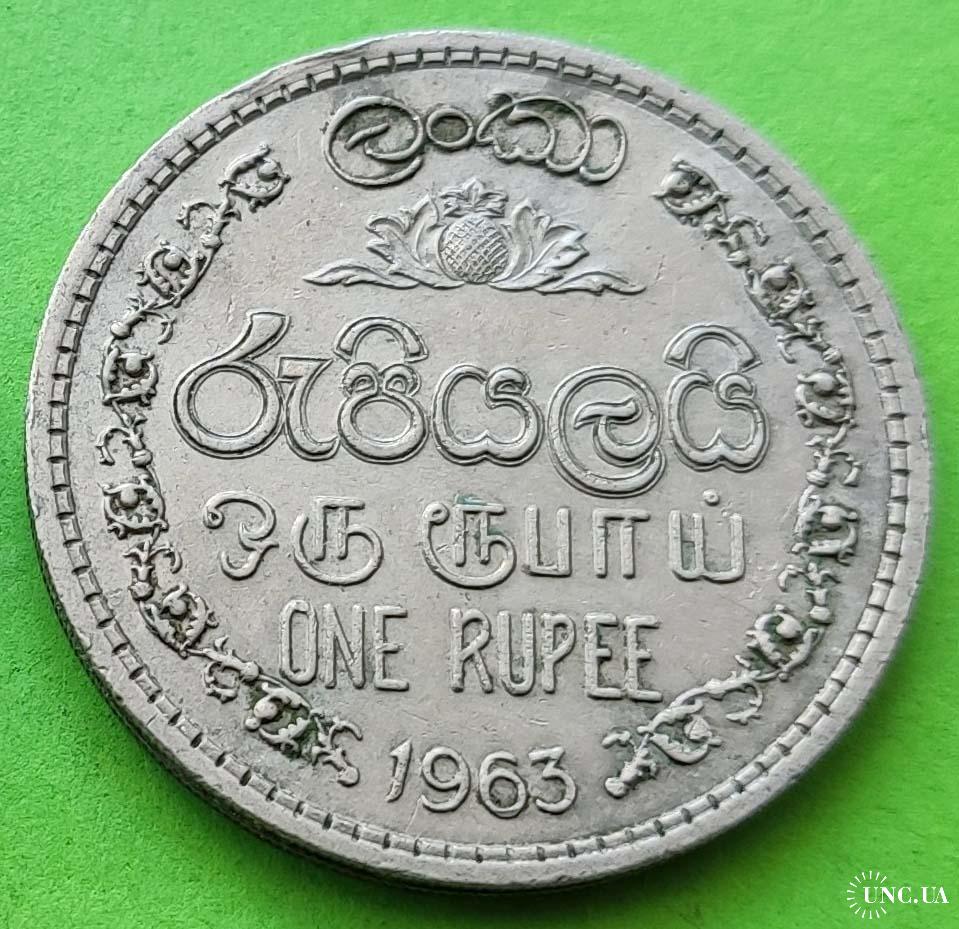 ලංකා
රුපියලයි
ஒரு ரூபாய்
ONE RUPEE
1963
UNC.UA